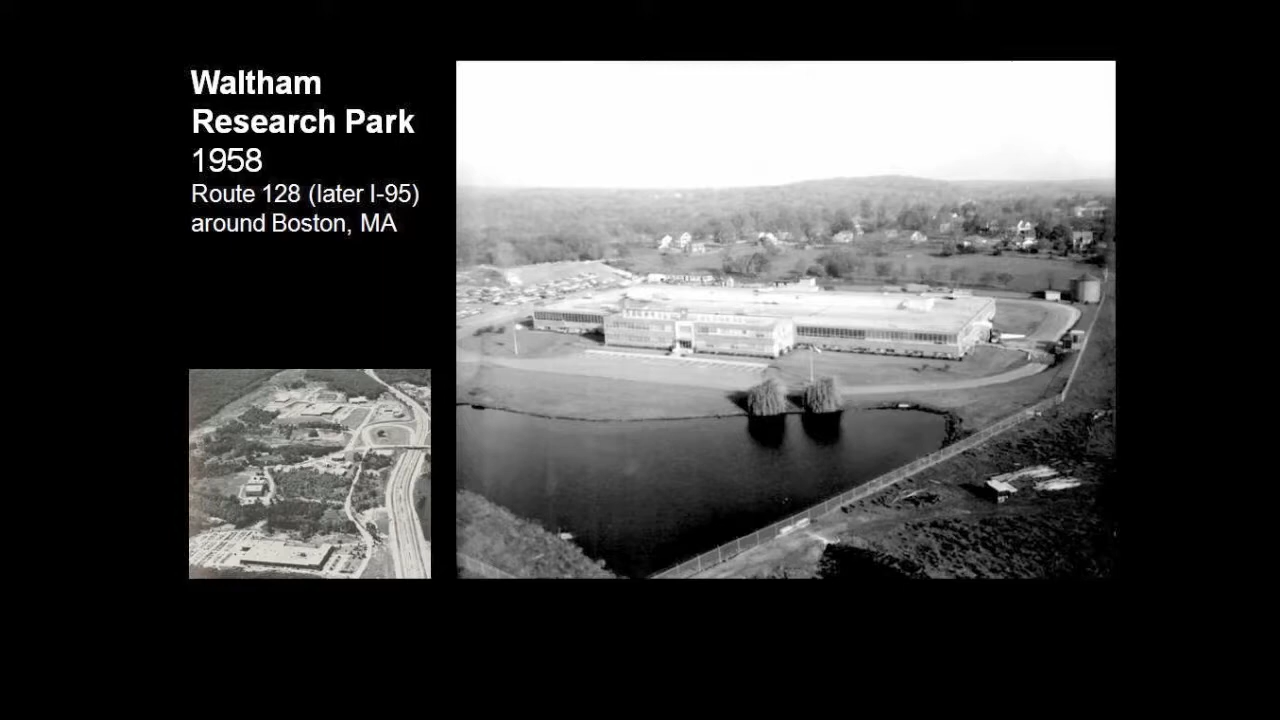 Waltham
Research Park
1958
Route 128 (later I-95)
around Boston, MA